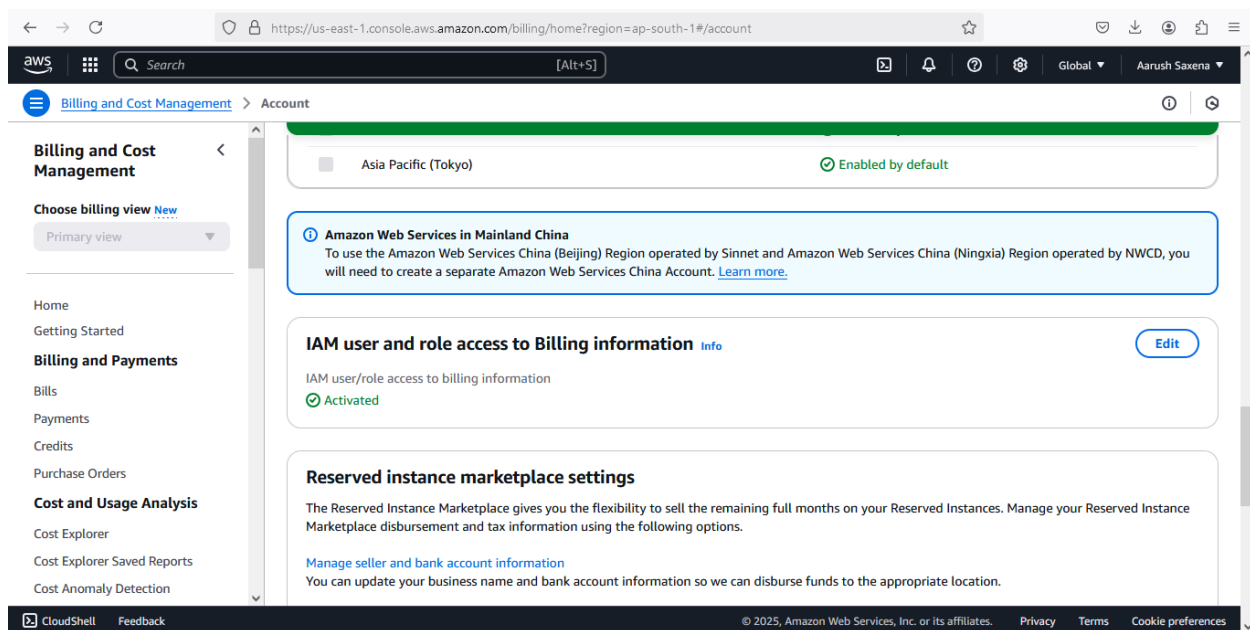 https://us-east-1.console.aws.amazon.com/billing/home?region=ap-south-1#/account
aws
Search
[Alt+S]
Global
Aarush Saxena
Billing and Cost Management > Account
Billing and Cost
Management
Choose billing view New
Primary view
Home
Getting Started
Billing and Payments
Bills
Payments
Credits
Purchase Orders
Cost and Usage Analysis
Cost Explorer
Cost Explorer Saved Reports
Cost Anomaly Detection
Asia Pacific (Tokyo)
Enabled by default
Amazon Web Services in Mainland China
To use the Amazon Web Services China (Beijing) Region operated by Sinnet and Amazon Web Services China (Ningxia) Region operated by NWCD, you
will need to create a separate Amazon Web Services China Account. Learn more.
IAM user and role access to Billing information Info
Edit
IAM user/role access to billing information
Activated
Reserved instance marketplace settings
The Reserved Instance Marketplace gives you the flexibility to sell the remaining full months on your Reserved Instances. Manage your Reserved Instance
Marketplace disbursement and tax information using the following options.
Manage seller and bank account information
You can update your business name and bank account information so we can disburse funds to the appropriate location.
CloudShell
Feedback
© 2025, Amazon Web Services, Inc. or its affiliates.
Privacy
Terms
Cookie preferences